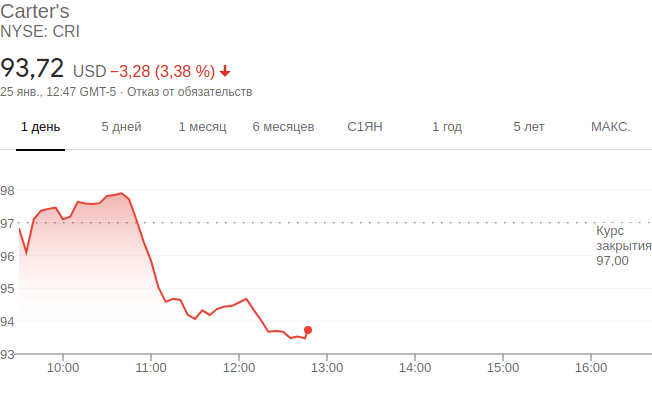 Carter's
NYSE: CRI
93,72 USD −3,28 (3,38 %)
25 янв., 12:47 GMT-5 · Отказ от обязательств
1 день 5 дней 1 месяц 6 месяцев С1ЯН 1 год 5 лет МАКС.
98
97
Курс
закрытия
96
97,00
95
94
93
10:00 11:00 12:00 13:00 14:00 15:00 16:00